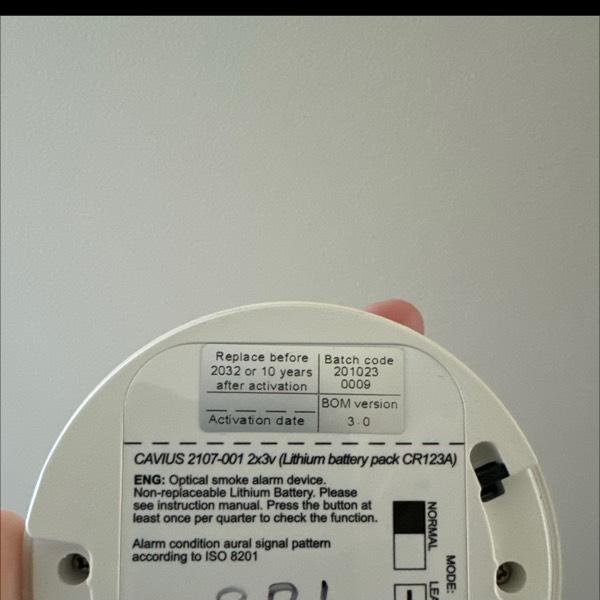 Replace before
2032 or 10 years
after activation
Activation date
Batch code
201023
0009
BOM version
3.0
CAVIUS 2107-001 2x3v (Lithium battery pack CR123A)
ENG: Optical smoke alarm device.
Non-replaceable Lithium Battery. Please
see instruction manual. Press the button at
least once per quarter to check the function.
Alarm condition aural signal pattern
according to ISO 8201
NORMAL
MODE: